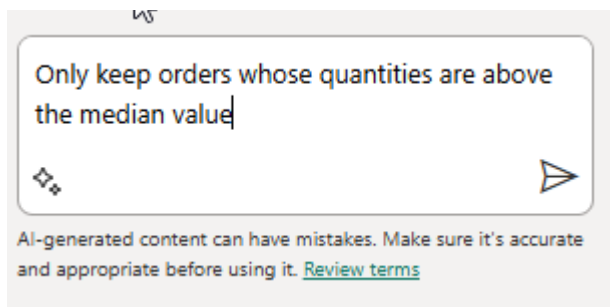 Only keep orders whose quantities are above
the median value
AI-generated content can have mistakes. Make sure it's accurate
and appropriate before using it. Review terms